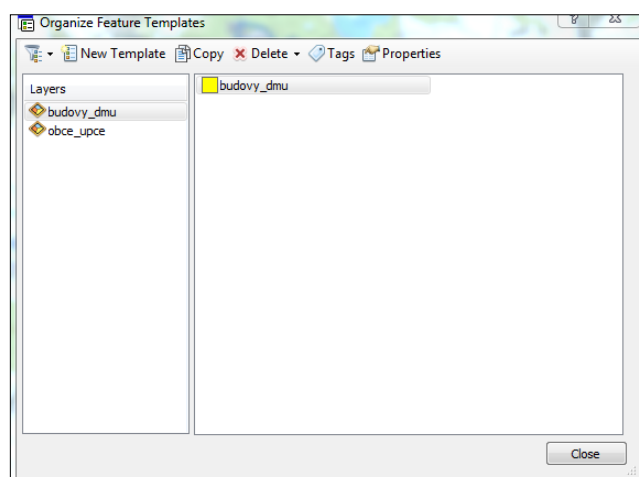 Organize Feature Templates
New Template Copy Delete Tags Properties
Layers
budovy_dmu
obce_upce
budovy_dmu
Close